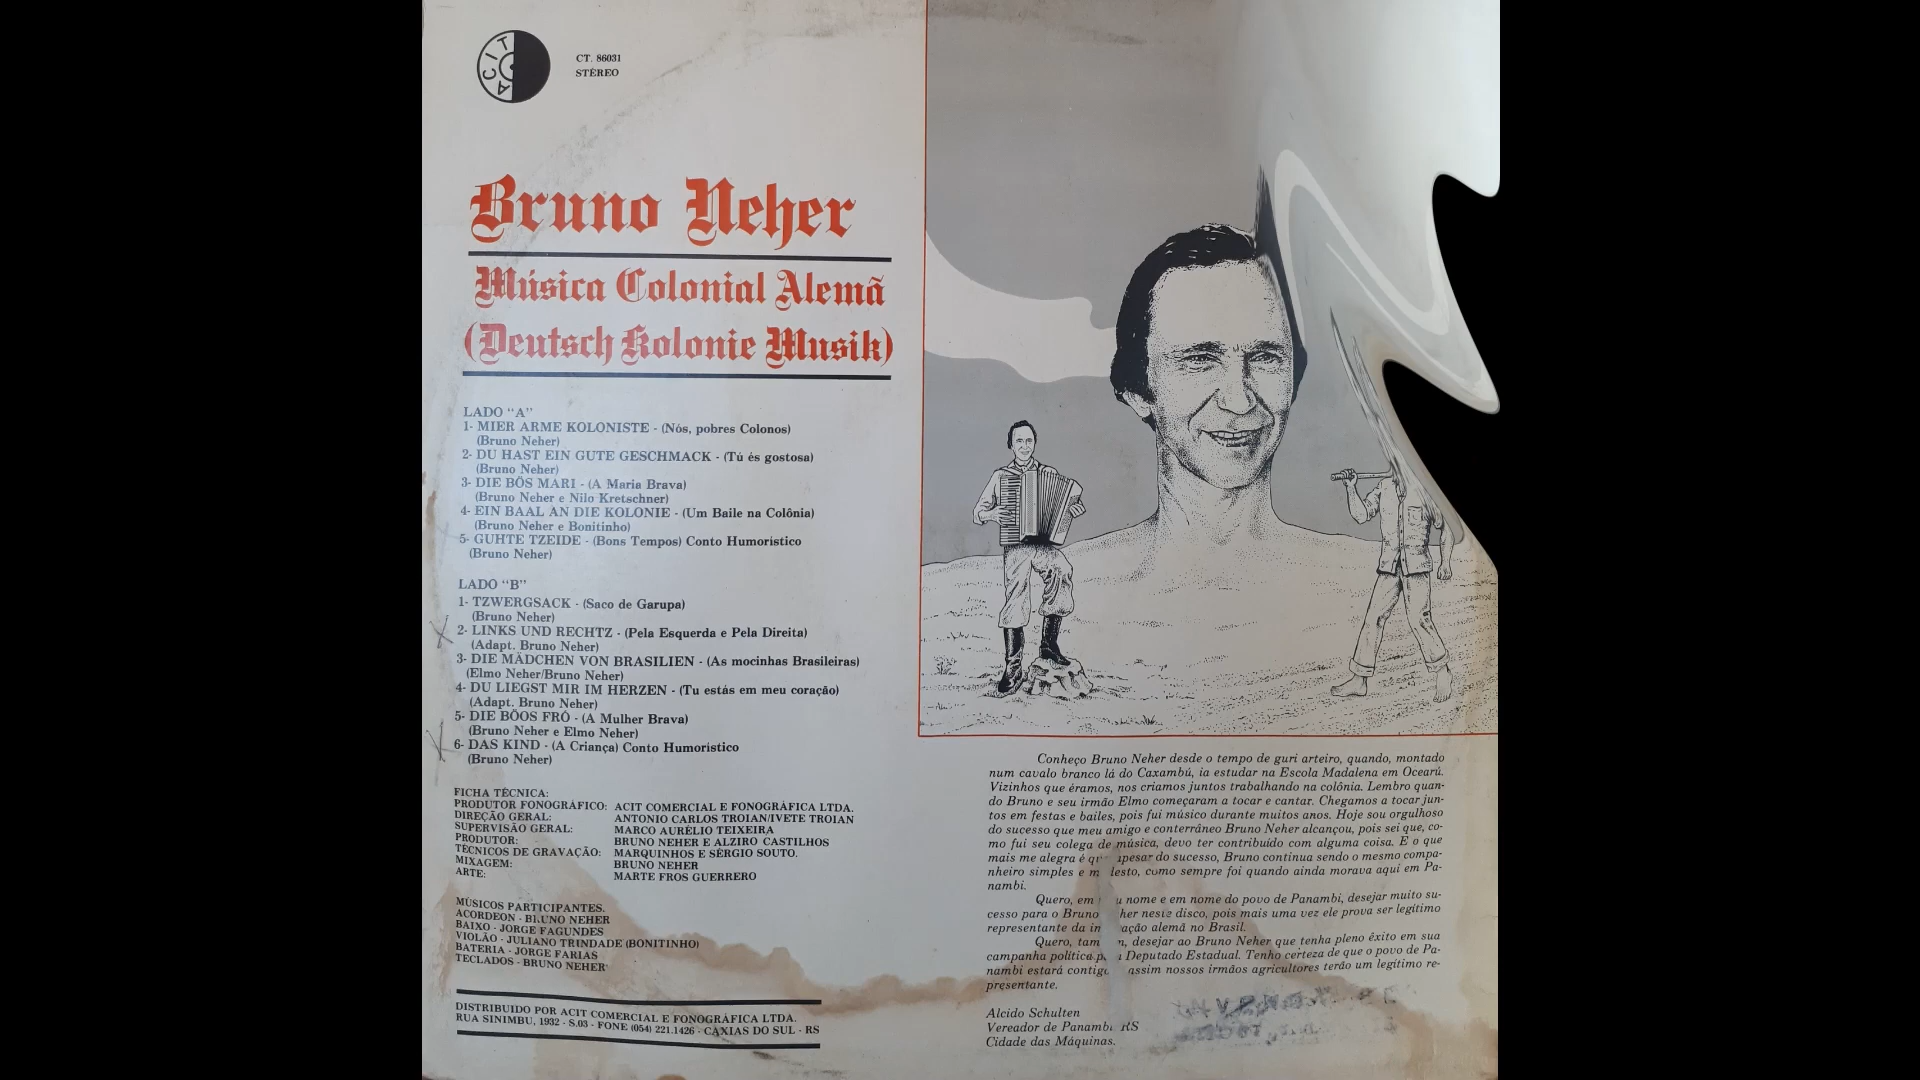 ACIT
CT. 86031
STÉREO
Bruno Neher
Música Colonial Alemã
(Deutsch Kolonie Musik)
LADO "A"
1- MIER ARME KOLONISTE - (Nós, pobres Colonos)
(Bruno Neher)
2- DU HAST EIN GUTE GESCHMACK - (Tú és gostosa)
(Bruno Neher)
3- DIE BÖS MARI - (A Maria Brava)
(Bruno Neher e Nilo Kretschner)
4- EIN BAAL AN DIE KOLONIE - (Um Baile na Colônia)
(Bruno Neher e Bonitinho)
5- GUHTE TZEIDE - (Bons Tempos) Conto Humorístico
(Bruno Neher)
LADO "B"
1- TZWERGSACK - (Saco de Garupa)
(Bruno Neher)
2- LINKS UND RECHTZ - (Pela Esquerda e Pela Direita)
(Adapt. Bruno Neher)
3- DIE MÄDCHEN VON BRASILIEN - (As mocinhas Brasileiras)
(Elmo Neher/Bruno Neher)
4- DU LIEGST MIR IM HERZEN - (Tu estás em meu coração)
(Adapt. Bruno Neher)
5- DIE BÖOS FRÔ - (A Mulher Brava)
(Bruno Neher e Elmo Neher)
6- DAS KIND - (A Criança) Conto Humorístico
(Bruno Neher)
FICHA TÉCNICA:
PRODUTOR FONOGRÁFICO: ACIT COMERCIAL E FONOGRÁFICA LTDA.
DIREÇÃO GERAL: ANTONIO CARLOS TROIAN/IVETE TROIAN
SUPERVISÃO GERAL: MARCO AURÉLIO TEIXEIRA
PRODUTOR: BRUNO NEHER E ALZIRO CASTILHOS
TÉCNICOS DE GRAVAÇÃO: MARQUINHOS E SÉRGIO SOUTO.
MIXAGEM: BRUNO NEHER
ARTE: MARTE FROS GUERRERO
MÚSICOS PARTICIPANTES.
ACORDEON - BRUNO NEHER
BAIXO - JORGE FAGUNDES
VIOLÃO - JULIANO TRINDADE (BONITINHO)
BATERIA - JORGE FARIAS
TECLADOS - BRUNO NEHER
DISTRIBUIDO POR ACIT COMERCIAL E FONOGRÁFICA LTDA.
RUA SINIMBU, 1932 - S.03 - FONE (054) 221.1426 - CAXIAS DO SUL - RS
Conheço Bruno Neher desde o tempo de guri arteiro, quando, montado
num cavalo branco lá do Caxambú, ia estudar na Escola Madalena em Ocearú.
Vizinhos que éramos, nos criamos juntos trabalhando na colônia. Lembro quan-
do Bruno e seu irmão Elmo começaram a tocar e cantar. Chegamos a tocar jun-
tos em festas e bailes, pois fui músico durante muitos anos. Hoje sou orgulhoso
do sucesso que meu amigo e conterrâneo Bruno Neher alcançou, pois sei que, co-
mo fui seu colega de música, devo ter contribuído com alguma coisa. E o que
mais me alegra é apesar do sucesso, Bruno continua sendo o mesmo compa-
nheiro simples e como sempre foi quando ainda morava aqui em Pa-
nambi.
Quero, em nome e em nome do povo de Panambi, desejar muito su-
cesso para o Bruno neste disco, pois mais uma vez ele prova ser legítimo
representante da alemã no Brasil.
Quero, desejar ao Bruno Neher que tenha pleno êxito em sua
campanha política Deputado Estadual. Tenho certeza de que o povo de Pa-
nambi estará assim nossos irmãos agricultores terão um legítimo re-
presentante.
Alcido Schulten
Vereador de Panambi RS
Cidade das Máquinas.